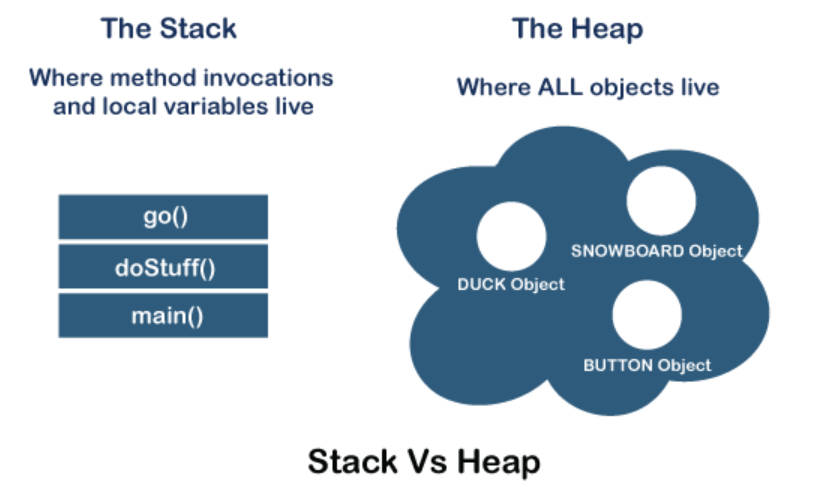 The Stack
Where method invocations
and local variables live
go()
doStuff()
main()
The Heap
Where ALL objects live
DUCK Object
SNOWBOARD Object
BUTTON Object
Stack Vs Heap